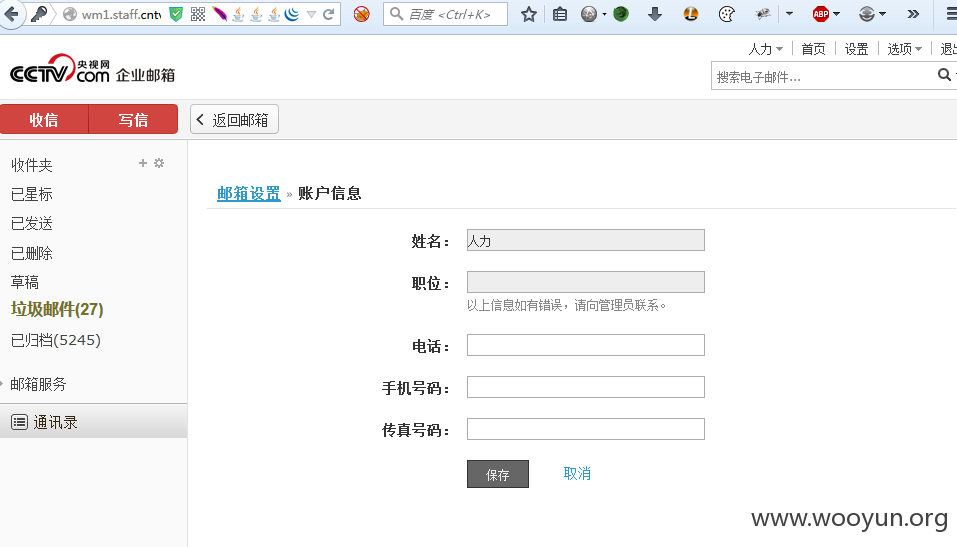 wm1.staff.cntv
百度 <Ctrl+K>
ABP
人力 首页 设置 选项 退出
CCTV.com 央视网 企业邮箱
搜索电子邮件...
收信 写信 返回邮箱
收件夹
已星标
已发送
已删除
草稿
垃圾邮件(27)
已归档(5245)
邮箱服务
通讯录
邮箱设置 » 账户信息
姓名： 人力
职位：
以上信息如有错误，请向管理员联系。
电话：
手机号码：
传真号码：
保存 取消
www.wooyun.org